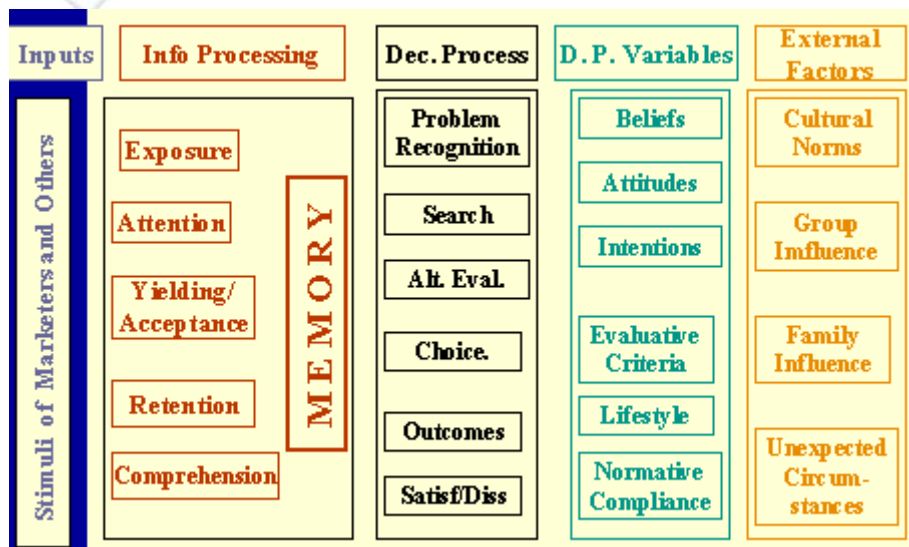 Inputs
Info Processing
Dec. Process
D.P. Variables
External
Factors
Stimuli of Marketers and Others
Exposure
Attention
Yielding/
Acceptance
Retention
Comprehension
MEMORY
Problem
Recognition
Search
Alt. Eval.
Choice.
Outcomes
Satisf/Diss
Beliefs
Attitudes
Intentions
Evaluative
Criteria
Lifestyle
Normative
Compliance
Cultural
Norms
Group
Imfluence
Family
Influence
Unexpected
Circum-
stances